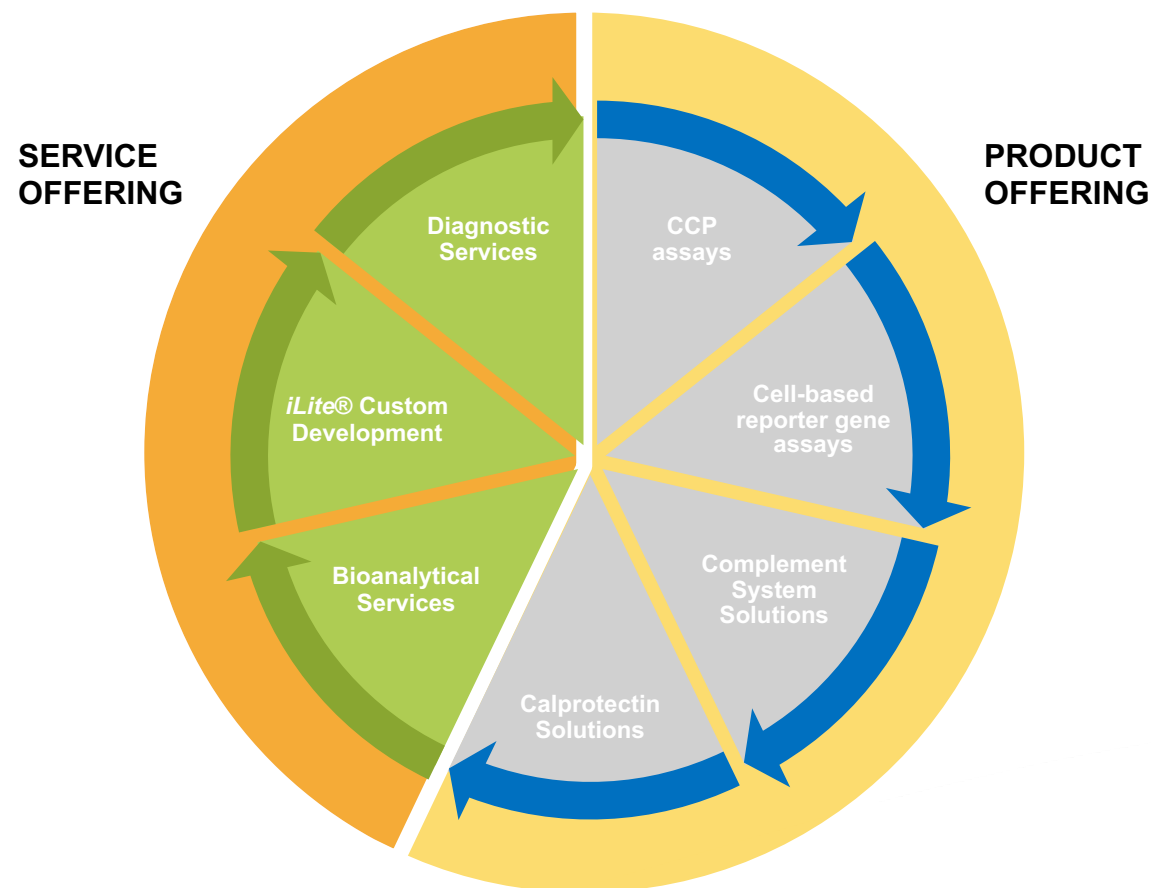 SERVICE
OFFERING
PRODUCT
OFFERING
Diagnostic
Services
CCP
assays
iLite® Custom
Development
Cell-based
reporter gene
assays
Bioanalytical
Services
Complement
System
Solutions
Calprotectin
Solutions